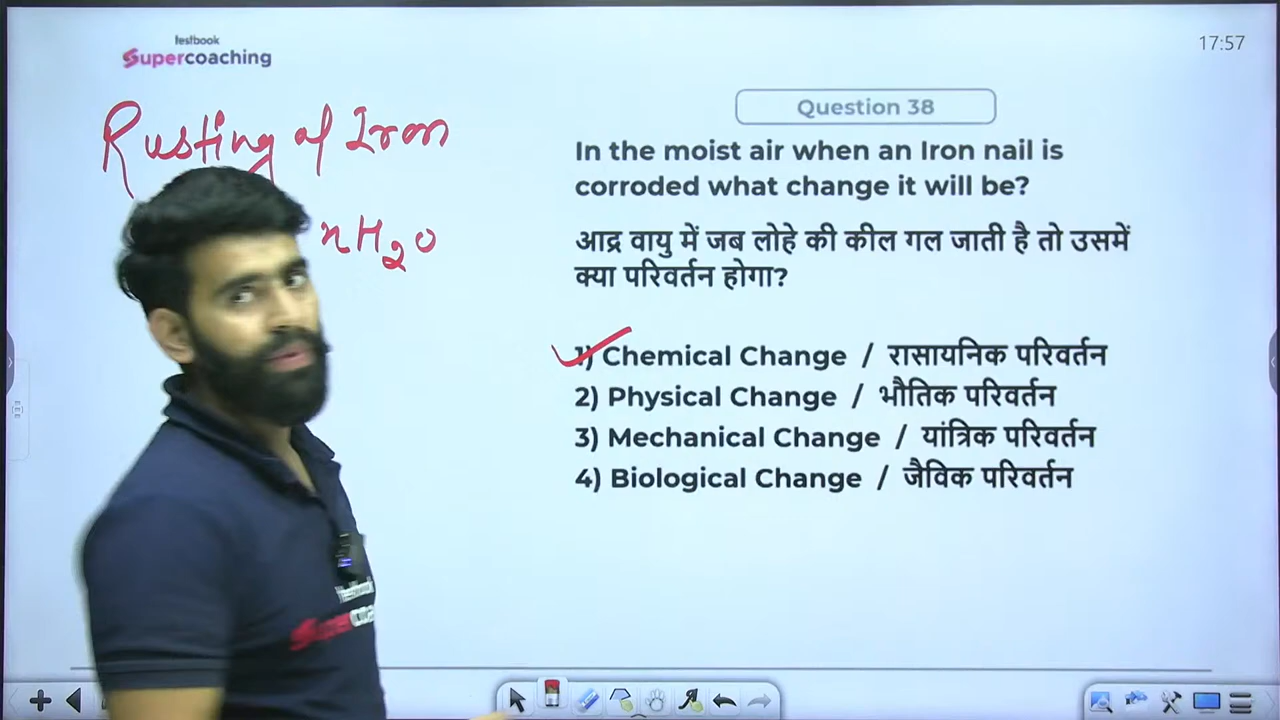 testbook
Supercoaching
17:57
Rusting of Iron
xH2O
Question 38
In the moist air when an Iron nail is
corroded what change it will be?
आद्र वायु में जब लोहे की कील गल जाती है तो उसमें
क्या परिवर्तन होगा?
1) Chemical Change / रासायनिक परिवर्तन
2) Physical Change / भौतिक परिवर्तन
3) Mechanical Change / यांत्रिक परिवर्तन
4) Biological Change / जैविक परिवर्तन